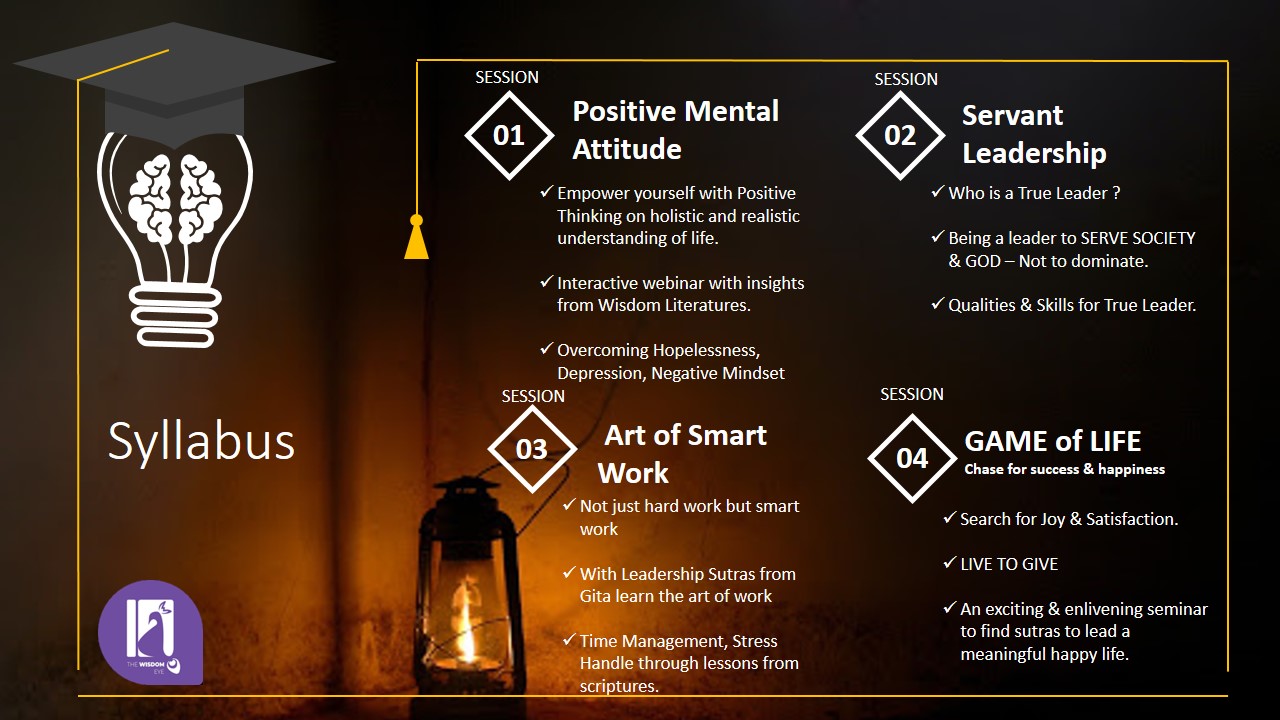 Syllabus
SESSION
01
Positive Mental
Attitude
✓ Empower yourself with Positive
Thinking on holistic and realistic
understanding of life.
✓ Interactive webinar with insights
from Wisdom Literatures.
✓ Overcoming Hopelessness,
Depression, Negative Mindset
SESSION
02
Servant
Leadership
✓ Who is a True Leader ?
✓ Being a leader to SERVE SOCIETY
& GOD – Not to dominate.
✓ Qualities & Skills for True Leader.
SESSION
03
Art of Smart
Work
✓ Not just hard work but smart
work
✓ With Leadership Sutras from
Gita learn the art of work
✓ Time Management, Stress
Handle through lessons from
scriptures.
SESSION
04
GAME of LIFE
Chase for success & happiness
✓ Search for Joy & Satisfaction.
✓ LIVE TO GIVE
✓ An exciting & enlivening seminar
to find sutras to lead a
meaningful happy life.
THE WISDOM
EYE